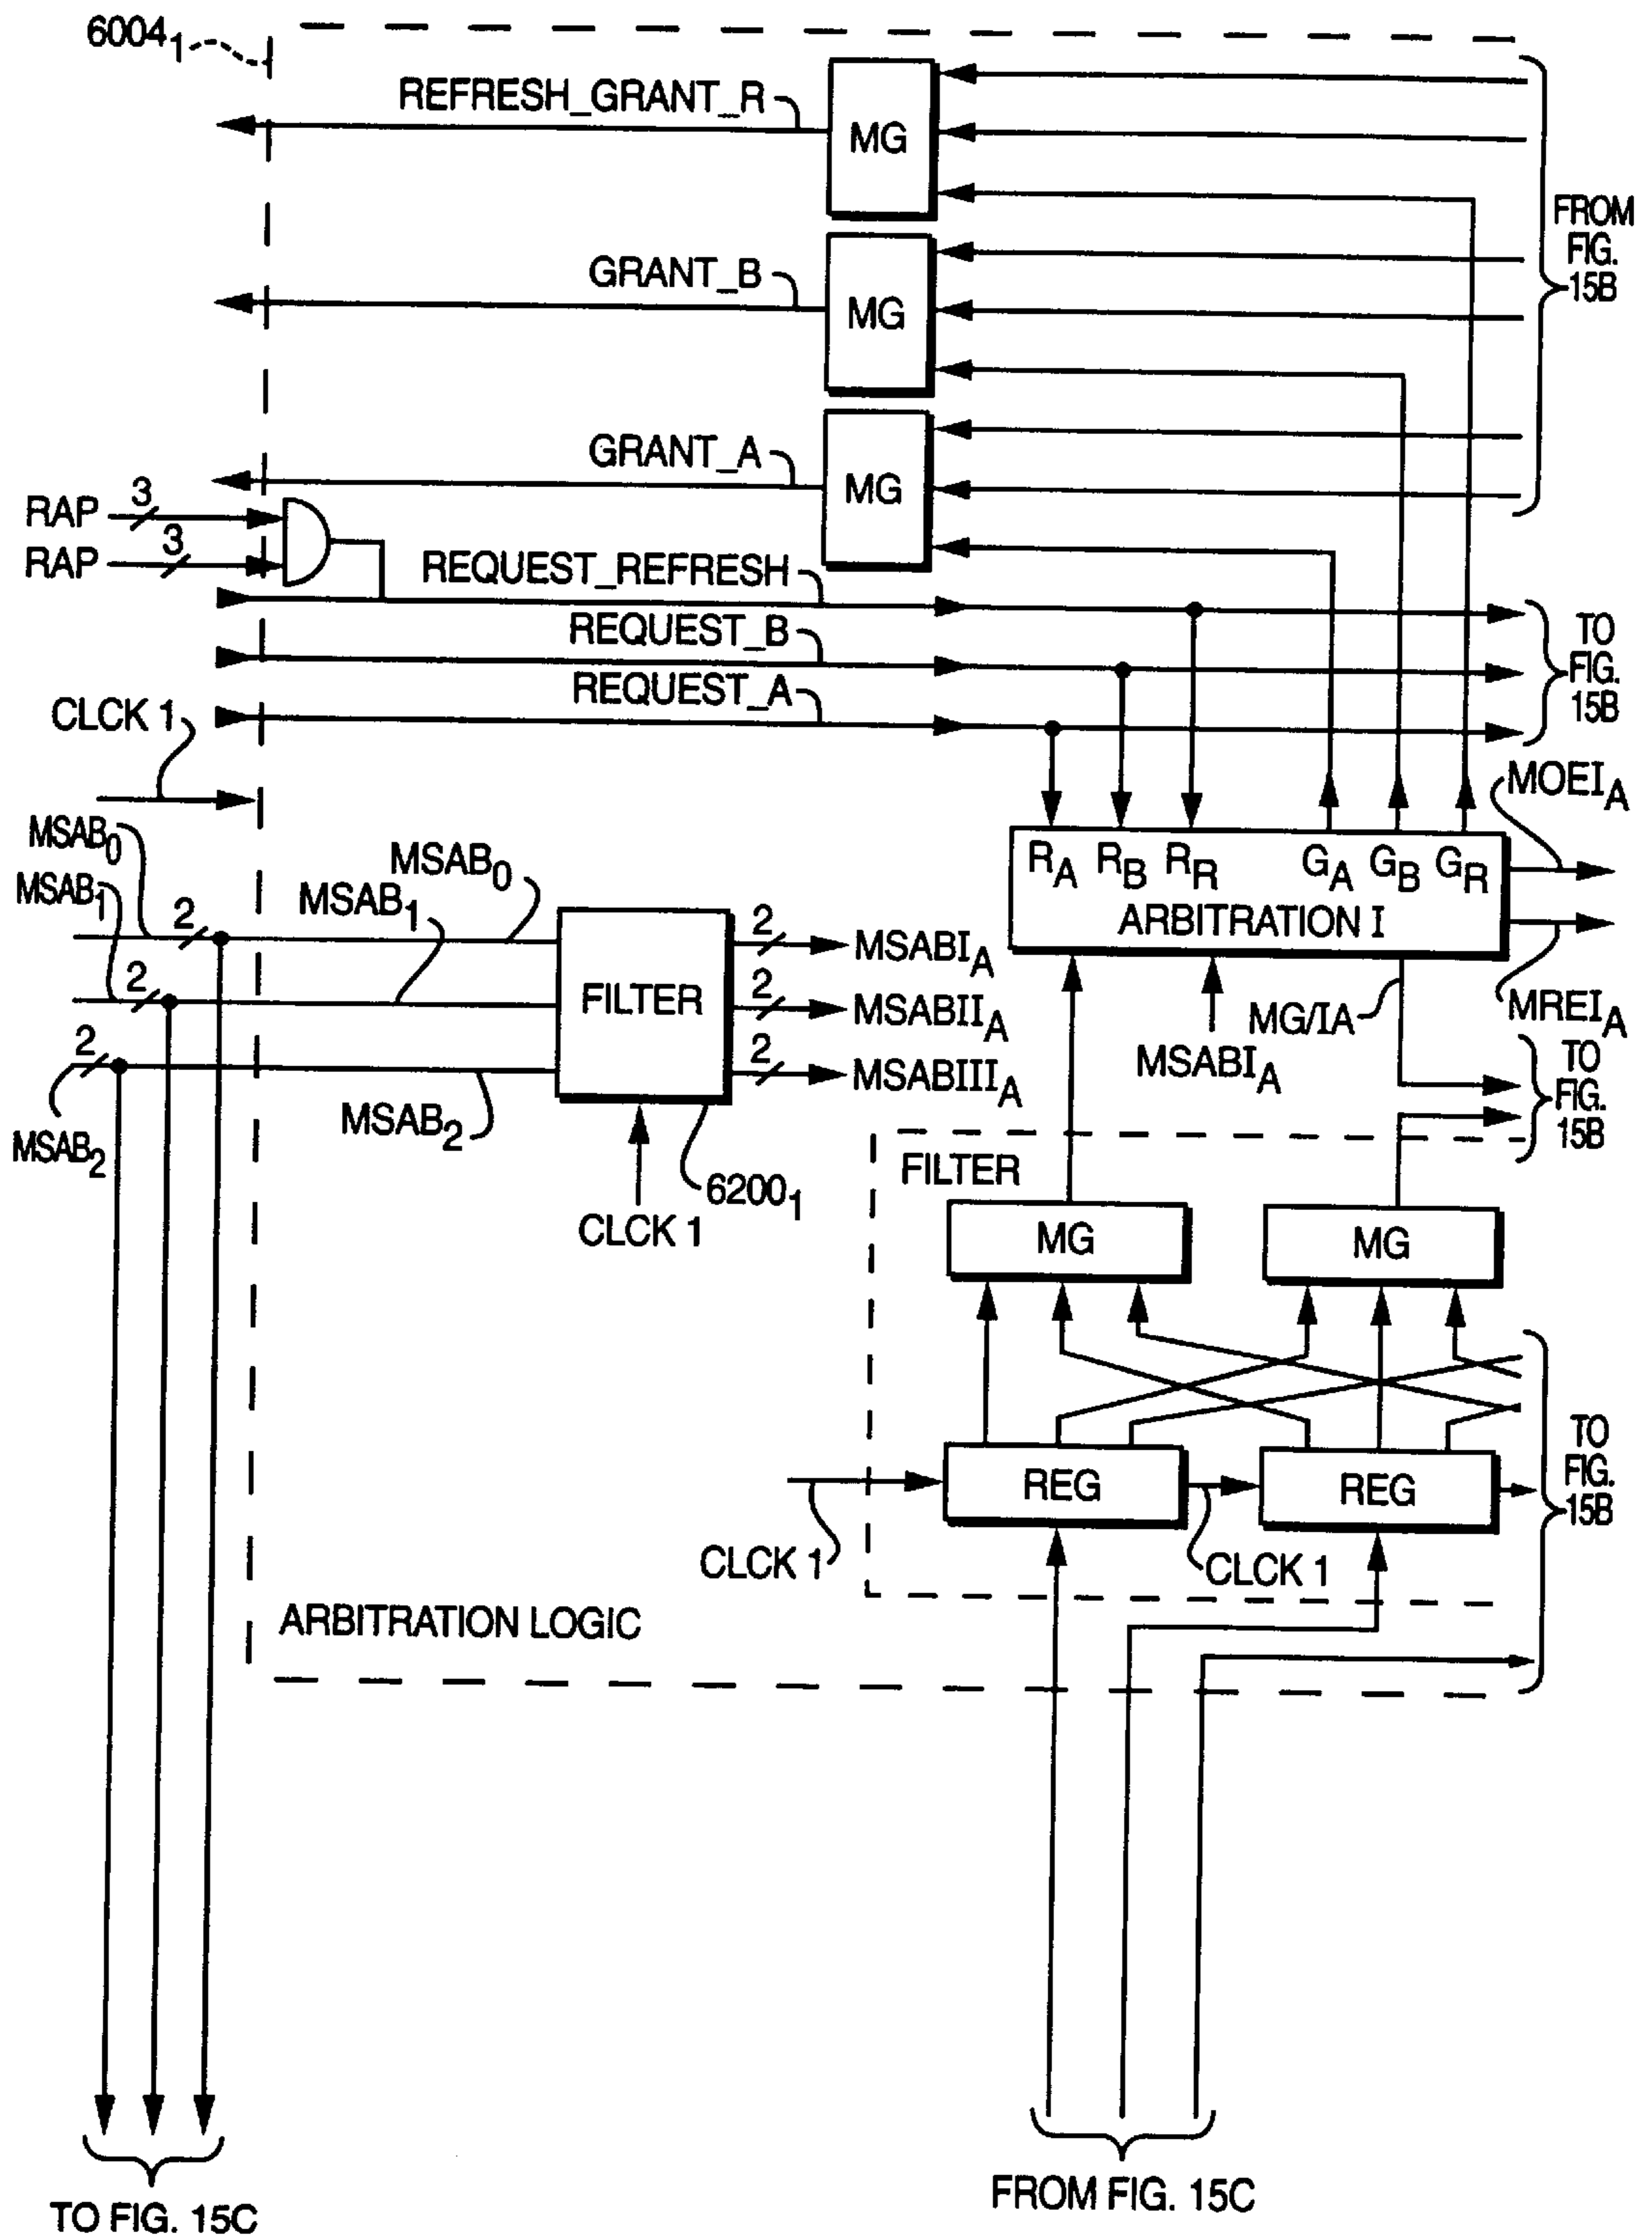 6004₁
REFRESH_GRANT_R
MG
FROM
FIG.
15B
GRANT_B
MG
GRANT_A
MG
RAP
3
RAP
3
REQUEST_REFRESH
REQUEST_B
REQUEST_A
TO
FIG.
15B
CLCK 1
MOEI_A
MSAB₀
MSAB₁
2
2
2
MSAB₂
MSAB₀
MSAB₁
MSAB₂
FILTER
2
MSABI_A
2
MSABII_A
2
MSABIII_A
CLCK 1
6200₁
R_A R_B R_R G_A G_B G_R
ARBITRATION I
MREI_A
MG/IA
MSABI_A
TO
FIG.
15B
FILTER
MG
MG
REG
REG
CLCK 1
CLCK 1
TO
FIG.
15B
ARBITRATION LOGIC
TO FIG. 15C
FROM FIG. 15C